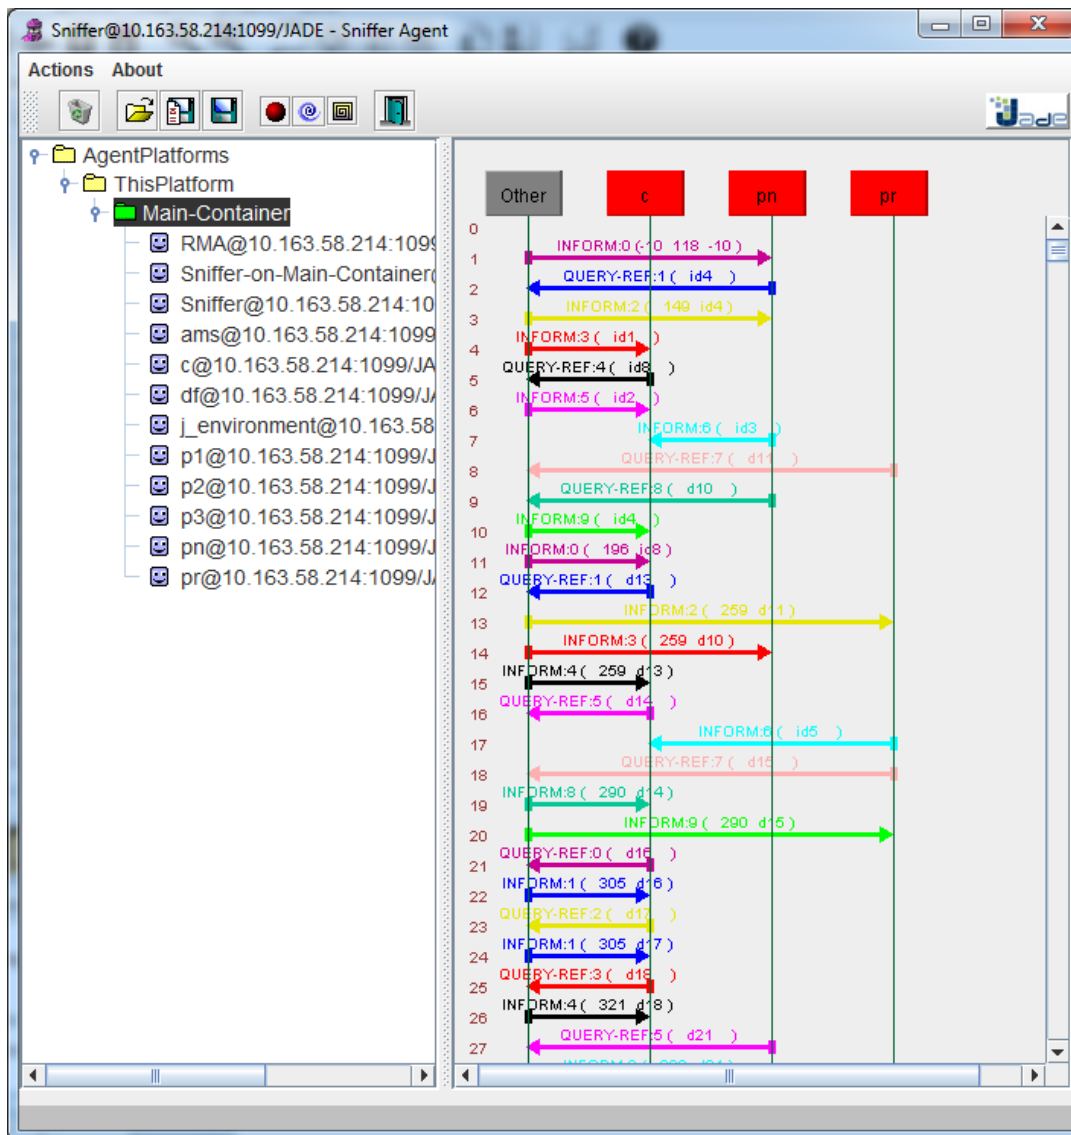 Sniffer@10.163.58.214:1099/JADE - Sniffer Agent
Actions About
Jade
AgentPlatforms
ThisPlatform
Main-Container
RMA@10.163.58.214:1099
Sniffer-on-Main-Container@
Sniffer@10.163.58.214:10
ams@10.163.58.214:1099
c@10.163.58.214:1099/JA
df@10.163.58.214:1099/J
j_environment@10.163.58
p1@10.163.58.214:1099/J
p2@10.163.58.214:1099/J
p3@10.163.58.214:1099/J
pn@10.163.58.214:1099/J
pr@10.163.58.214:1099/J
Other c pn pr
0
INFORM:0 (-10 118 -10 )
1
QUERY-REF:1 ( id4 )
2
INFORM:2 ( 149 id4 )
3
INFORM:3 ( id1 )
4
QUERY-REF:4 ( id8 )
5
INFORM:5 ( id2 )
6
INFORM:6 ( id3 )
7
QUERY-REF:7 ( d11 )
8
QUERY-REF:8 ( d10 )
9
INFORM:9 ( id4 )
10
INFORM:0 ( 196 id8 )
11
QUERY-REF:1 ( d13 )
12
INFORM:2 ( 259 d11 )
13
INFORM:3 ( 259 d10 )
14
INFORM:4 ( 259 d13 )
15
QUERY-REF:5 ( d14 )
16
INFORM:6 ( id5 )
17
QUERY-REF:7 ( d15 )
18
INFORM:8 ( 290 d14 )
19
INFORM:9 ( 290 d15 )
20
QUERY-REF:0 ( d16 )
21
INFORM:1 ( 305 d16 )
22
QUERY-REF:2 ( d17 )
23
INFORM:1 ( 305 d17 )
24
QUERY-REF:3 ( d18 )
25
INFORM:4 ( 321 d18 )
26
QUERY-REF:5 ( d21 )
27